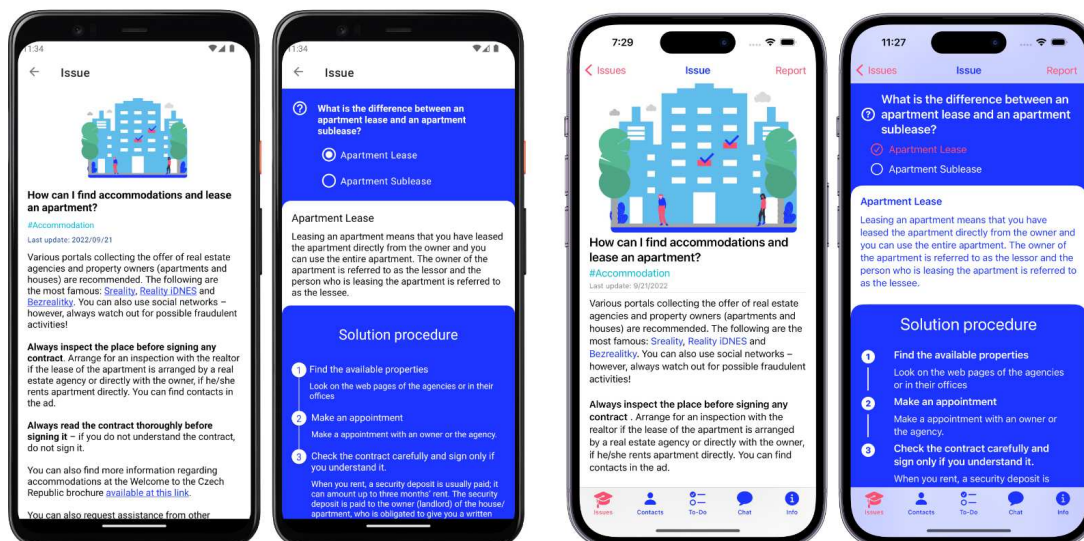 11:34
Issue
How can I find accommodations and lease
an apartment?
#Accommodation
Last update: 2022/09/21
Various portals collecting the offer of real estate
agencies and property owners (apartments and
houses) are recommended. The following are
the most famous: Sreality, Reality iDNES and
Bezrealitky. You can also use social networks –
however, always watch out for possible fraudulent
activities!
Always inspect the place before signing any
contract. Arrange for an inspection with the realtor
if the lease of the apartment is arranged by a real
estate agency or directly with the owner, if he/she
rents apartment directly. You can find contacts in
the ad.
Always read the contract thoroughly before
signing it – if you do not understand the contract,
do not sign it.
You can also find more information regarding
accommodations at the Welcome to the Czech
Republic brochure available at this link.
You can also request assistance from other
11:34
Issue
What is the difference between an
apartment lease and an apartment
sublease?
Apartment Lease
Apartment Sublease
Apartment Lease
Leasing an apartment means that you have leased
the apartment directly from the owner and you
can use the entire apartment. The owner of the
apartment is referred to as the lessor and the
person who is leasing the apartment is referred to
as the lessee.
Solution procedure
1 Find the available properties
Look on the web pages of the agencies or in their
offices
2 Make an appointment
Make a appointment with an owner or the agency.
3 Check the contract carefully and sign only if
you understand it.
When you rent, a security deposit is usually paid; it
can amount up to three months' rent. The security
deposit is paid to the owner (landlord) of the house/
apartment, who is obligated to give you a written
7:29
Issues Issue Report
How can I find accommodations and
lease an apartment?
#Accommodation
Last update: 9/21/2022
Various portals collecting the offer of real estate
agencies and property owners (apartments and
houses) are recommended. The following are the
most famous: Sreality, Reality iDNES and
Bezrealitky. You can also use social networks –
however, always watch out for possible fraudulent
activities!
Always inspect the place before signing any
contract . Arrange for an inspection with the
realtor if the lease of the apartment is arranged
by a real estate agency or directly with the owner,
if he/she rents apartment directly. You can find
contacts in the ad.
Issues Contacts To-Do Chat Info
11:27
Issues Issue Report
What is the difference between an
apartment lease and an apartment
sublease?
Apartment Lease
Apartment Sublease
Apartment Lease
Leasing an apartment means that you have
leased the apartment directly from the owner and
you can use the entire apartment. The owner of
the apartment is referred to as the lessor and the
person who is leasing the apartment is referred to
as the lessee.
Solution procedure
1 Find the available properties
Look on the web pages of the agencies
or in their offices
2 Make an appointment
Make a appointment with an owner or
the agency.
3 Check the contract carefully and
sign only if you understand it.
When you rent, a security deposit is
Issues Contacts To-Do Chat Info